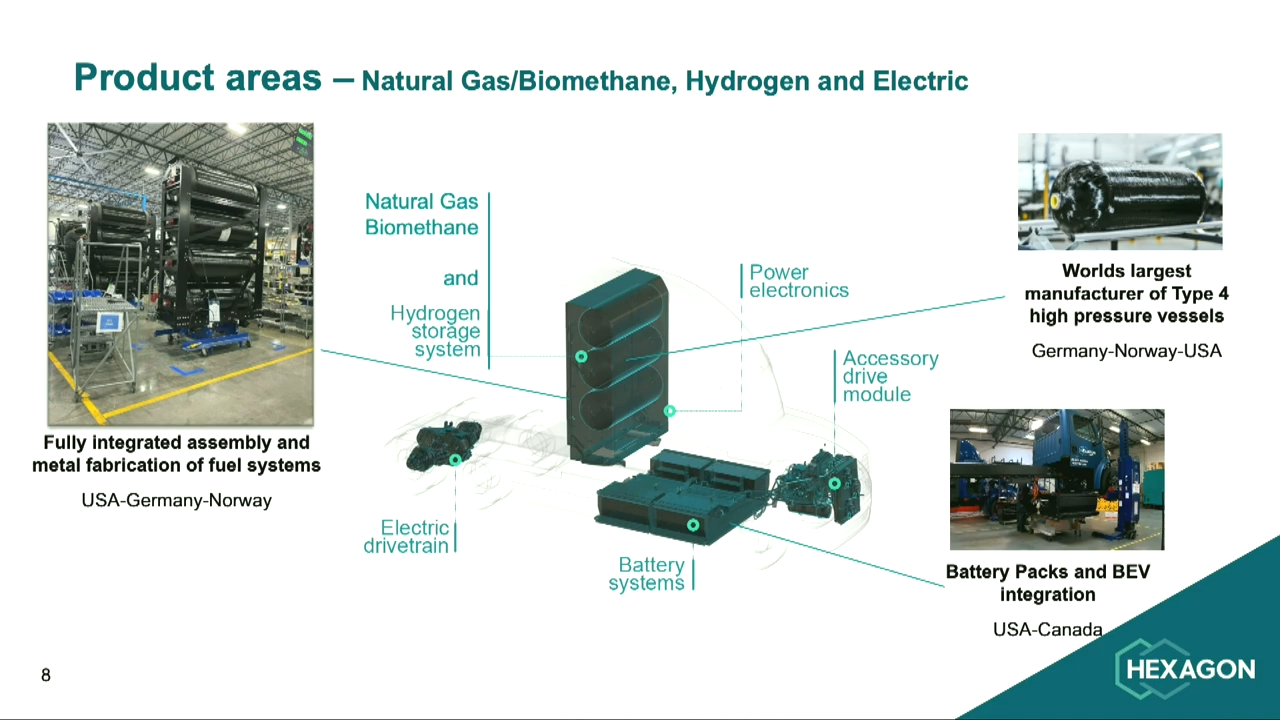 Product areas – Natural Gas/Biomethane, Hydrogen and Electric
Natural Gas
Biomethane
and
Hydrogen
storage
system
Power
electronics
Accessory
drive
module
Electric
drivetrain
Battery
systems
Fully integrated assembly and
metal fabrication of fuel systems
USA-Germany-Norway
Worlds largest
manufacturer of Type 4
high pressure vessels
Germany-Norway-USA
Battery Packs and BEV
integration
USA-Canada
8
HEXAGON